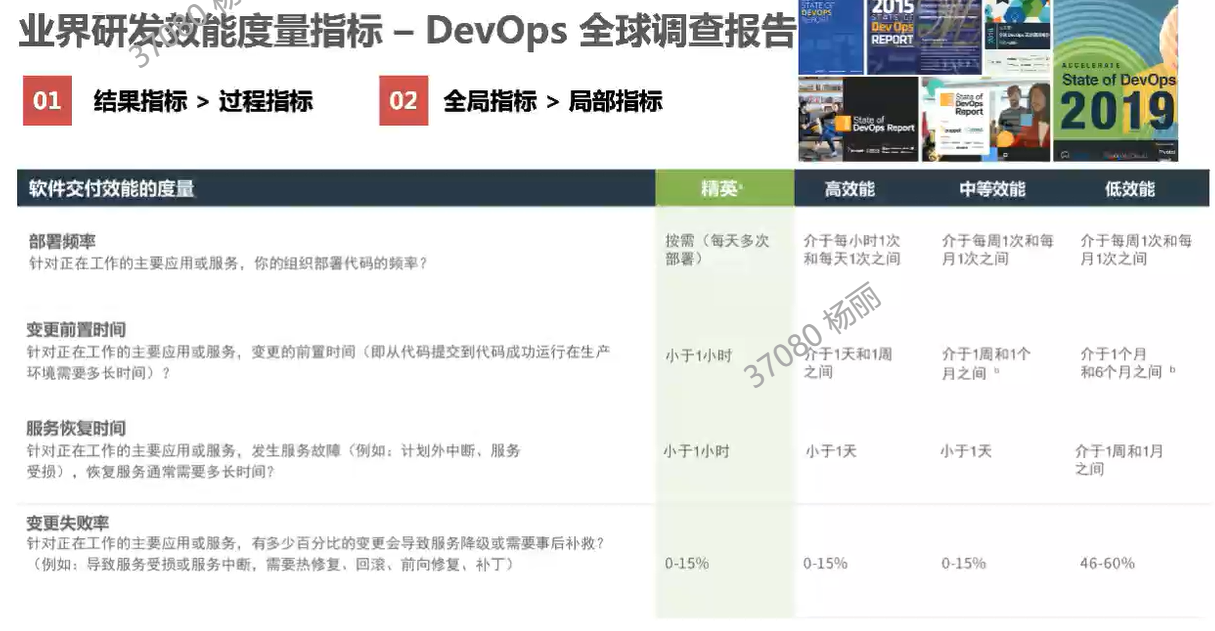 业界研发效能度量指标 – DevOps 全球调查报告
37080 杨
STATE OF
DEVOPS
REPORT
2015
STATE OF
DevOps
REPORT
ACCELERATE
State of DevOps
2019
State of
DevOps Report
State of
DevOps
Report
01 结果指标 > 过程指标
02 全局指标 > 局部指标
软件交付效能的度量 精英ᵃ 高效能 中等效能 低效能
部署频率
针对正在工作的主要应用或服务，你的组织部署代码的频率？
按需（每天多次
部署）
介于每小时1次
和每天1次之间
介于每周1次和每
月1次之间
介于每周1次和每
月1次之间
变更前置时间
针对正在工作的主要应用或服务，变更的前置时间（即从代码提交到代码成功运行在生产
环境需要多长时间）？
小于1小时
介于1天和1周
之间
介于1周和1个
月之间 ᵇ
介于1个月
和6个月之间 ᵇ
37080 杨丽
服务恢复时间
针对正在工作的主要应用或服务，发生服务故障（例如：计划外中断、服务
受损），恢复服务通常需要多长时间？
小于1小时
小于1天
小于1天
介于1周和1月
之间
变更失败率
针对正在工作的主要应用或服务，有多少百分比的变更会导致服务降级或需要事后补救？
（例如：导致服务受损或服务中断，需要热修复、回滚、前向修复、补丁）
0-15%
0-15%
0-15%
46-60%